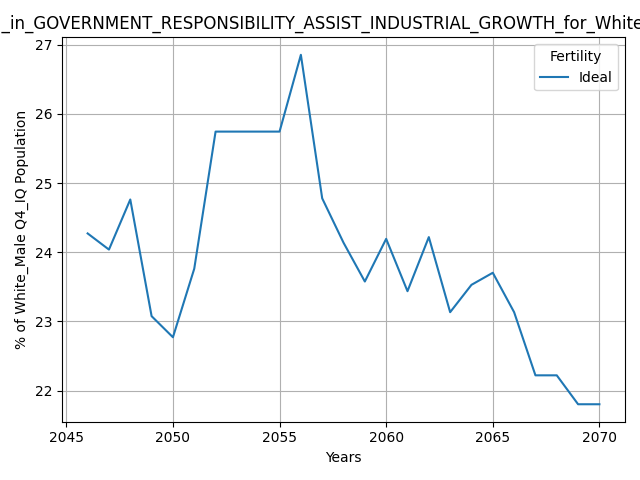 _in_GOVERNMENT_RESPONSIBILITY_ASSIST_INDUSTRIAL_GROWTH_for_White
Fertility
Ideal
% of White_Male Q4_IQ Population
27
26
25
24
23
22
2045 2050 2055 2060 2065 2070
Years